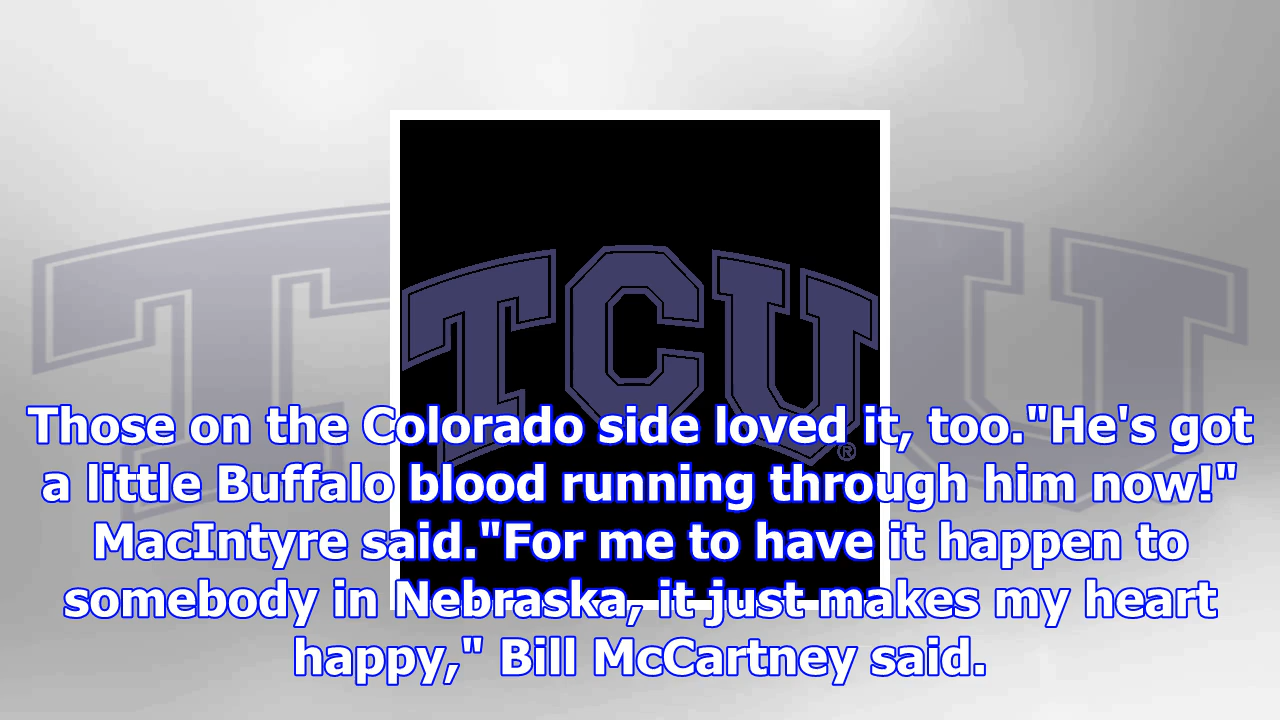 TCU
®
Those on the Colorado side loved it, too."He's got
a little Buffalo blood running through him now!"
MacIntyre said."For me to have it happen to
somebody in Nebraska, it just makes my heart
happy," Bill McCartney said.